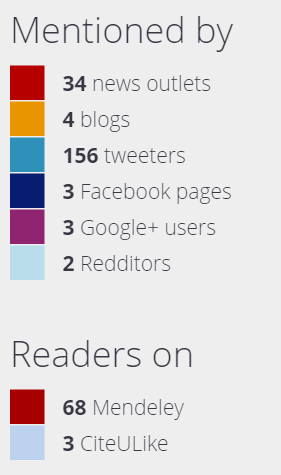 Mentioned by
34 news outlets
4 blogs
156 tweeters
3 Facebook pages
3 Google+ users
2 Redditors
Readers on
68 Mendeley
3 CiteULike